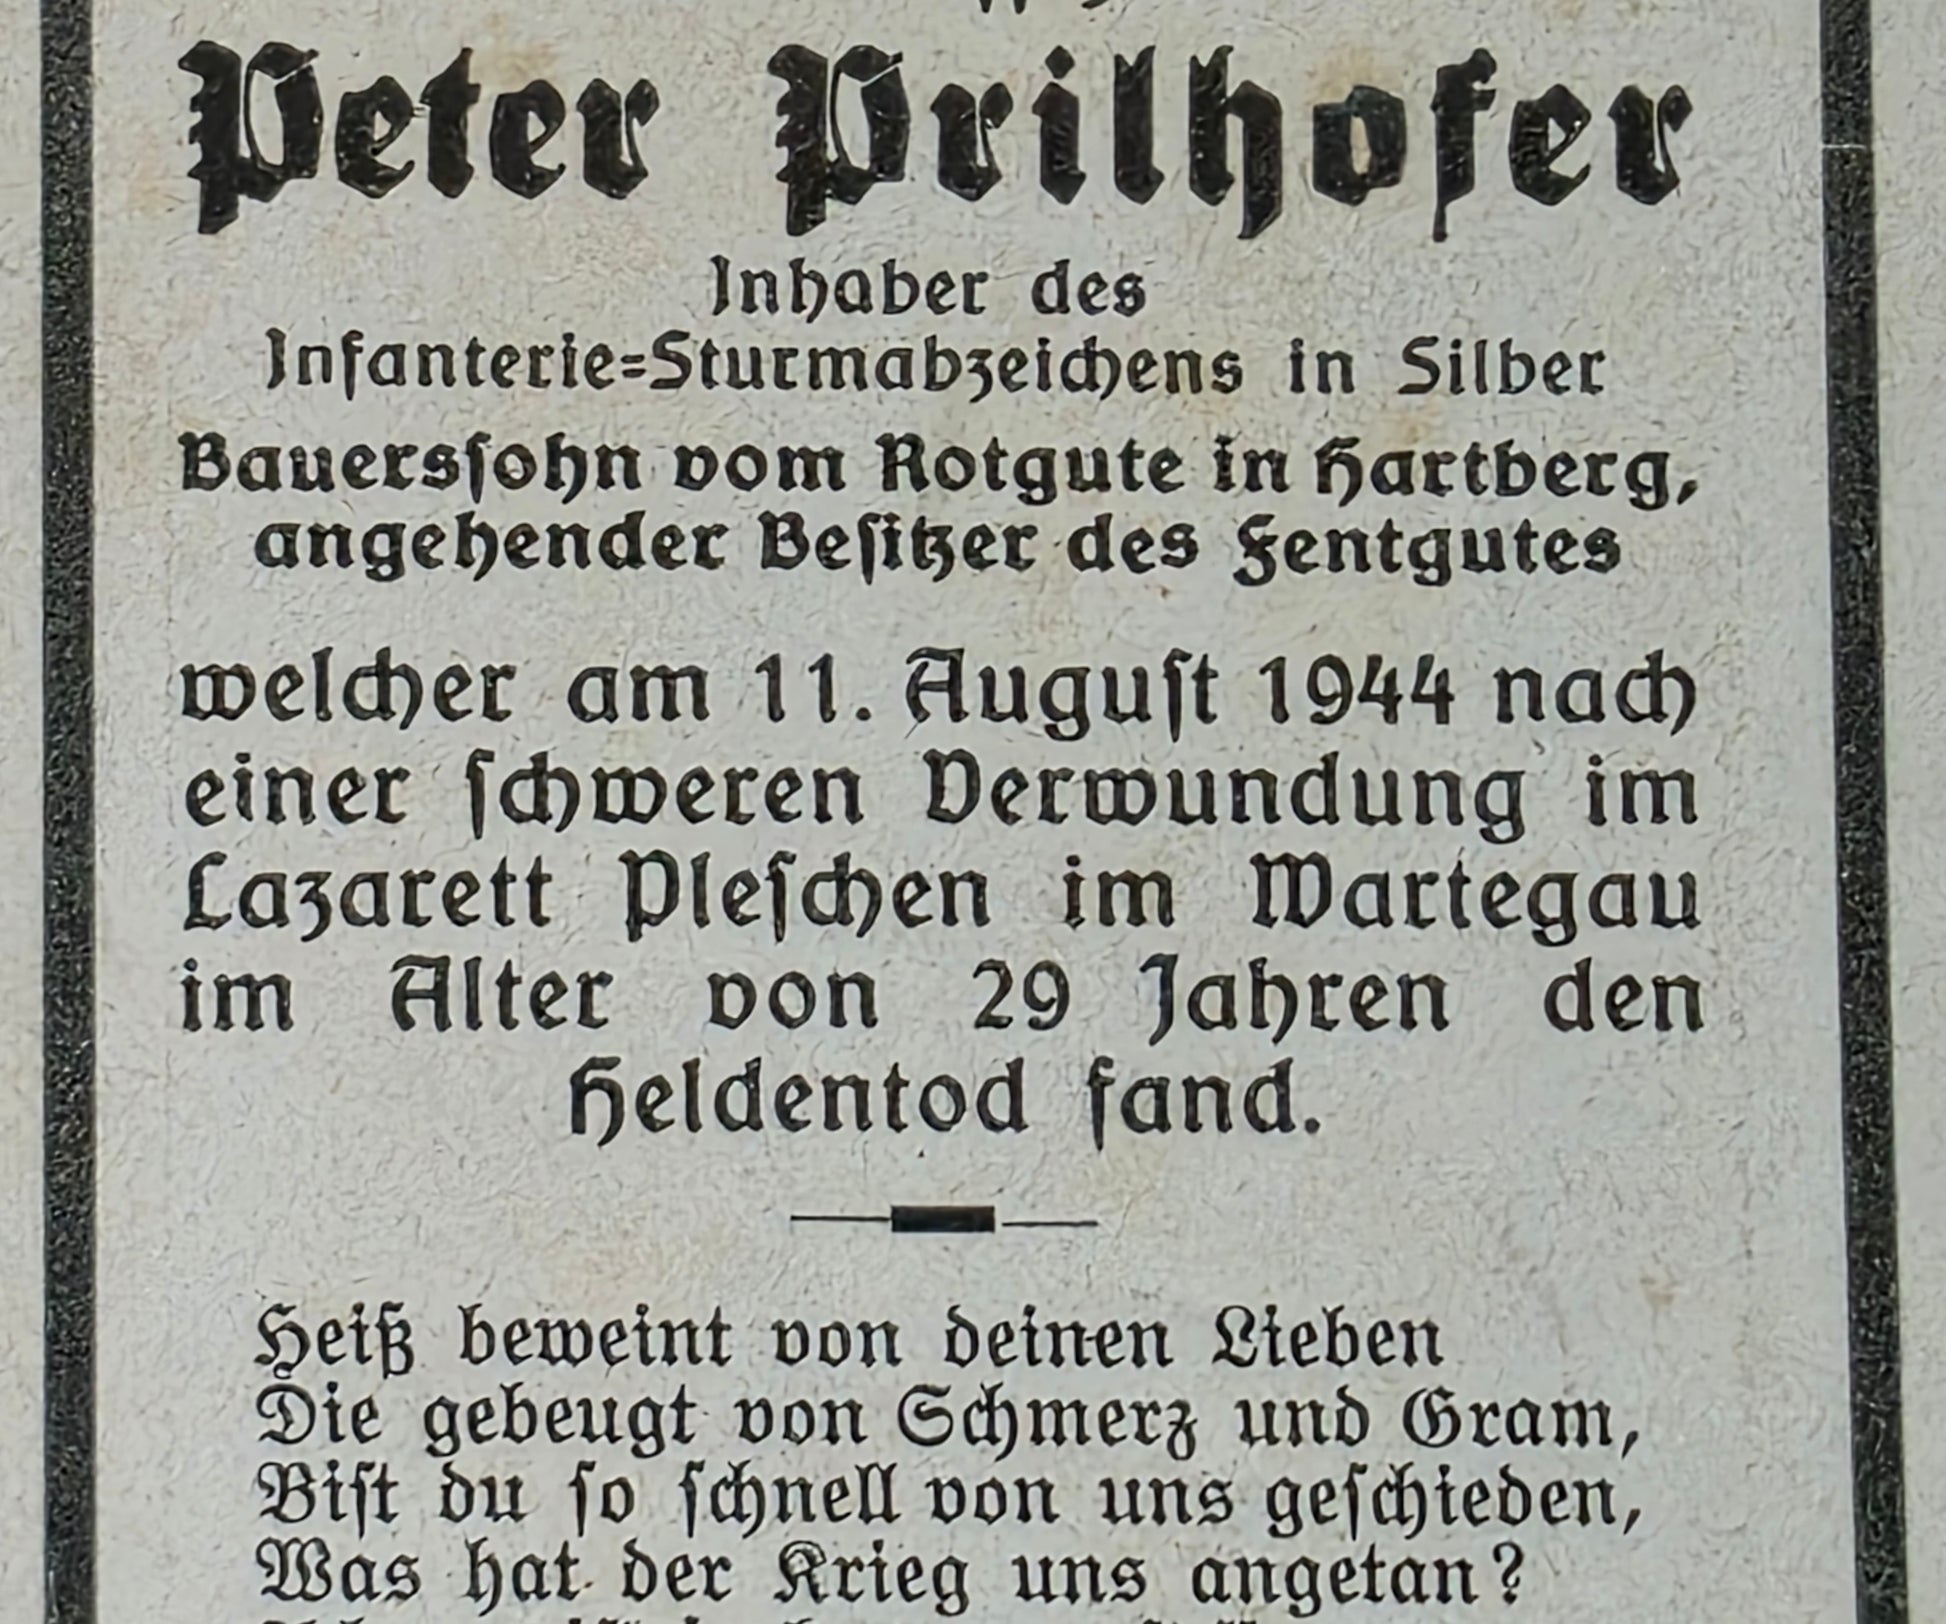 Peter Prilhofer
Inhaber des
Infanterie=Sturmabzeichens in Silber
Bauersſohn vom Rotgute in Hartberg,
angehender Beſitzer des Fentgutes
welcher am 11. Auguſt 1944 nach
einer ſchweren Verwundung im
Lazarett Pleſchen im Wartegau
im Alter von 29 Jahren den
Heldentod fand.
Heiß beweint von deinen Lieben
Die gebeugt von Schmerz und Gram,
Biſt du ſo ſchnell von uns geſchieden,
Was hat der Krieg uns angetan?